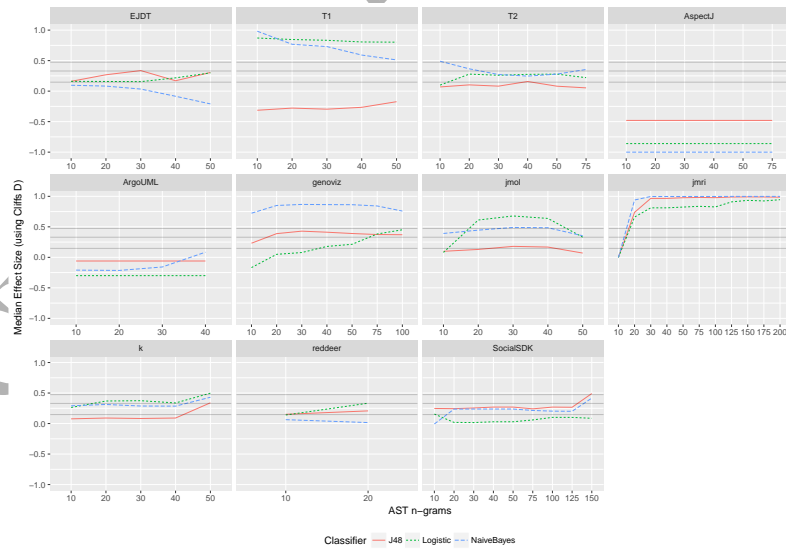 EJDT T1 T2 AspectJ
1.0
0.5
0.0
−0.5
−1.0
10 20 30 40 50 10 20 30 40 50 10 20 30 40 50 75 10 20 30 40 50 75
ArgoUML genoviz jmol jmri
1.0
0.5
0.0
−0.5
−1.0
10 20 30 40 10 20 30 40 50 75 100 10 20 30 40 50 10 20 30 40 50 75 100 125 150 175 200
k reddeer SocialSDK
1.0
0.5
0.0
−0.5
−1.0
10 20 30 40 50 10 20 10 20 30 40 50 75 100 125 150
Median Effect Size (using Cliffs D)
AST n-grams
Classifier J48 Logistic NaiveBayes